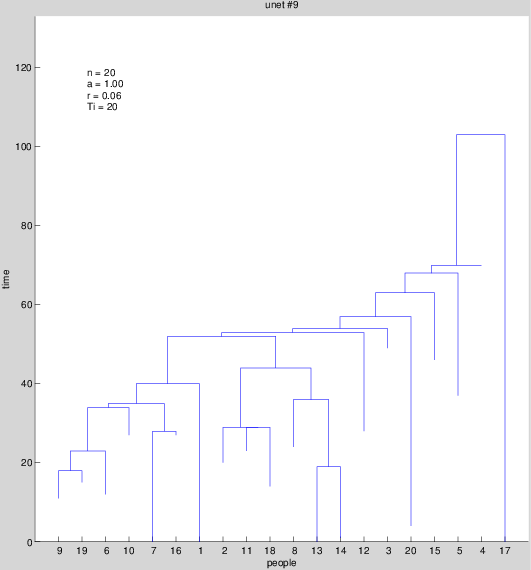 unet #9
n = 20
a = 1.00
r = 0.06
Ti = 20
120
100
80
60
40
20
0
time
9 19 6 10 7 16 1 2 11 18 8 13 14 12 3 20 15 5 4 17
people